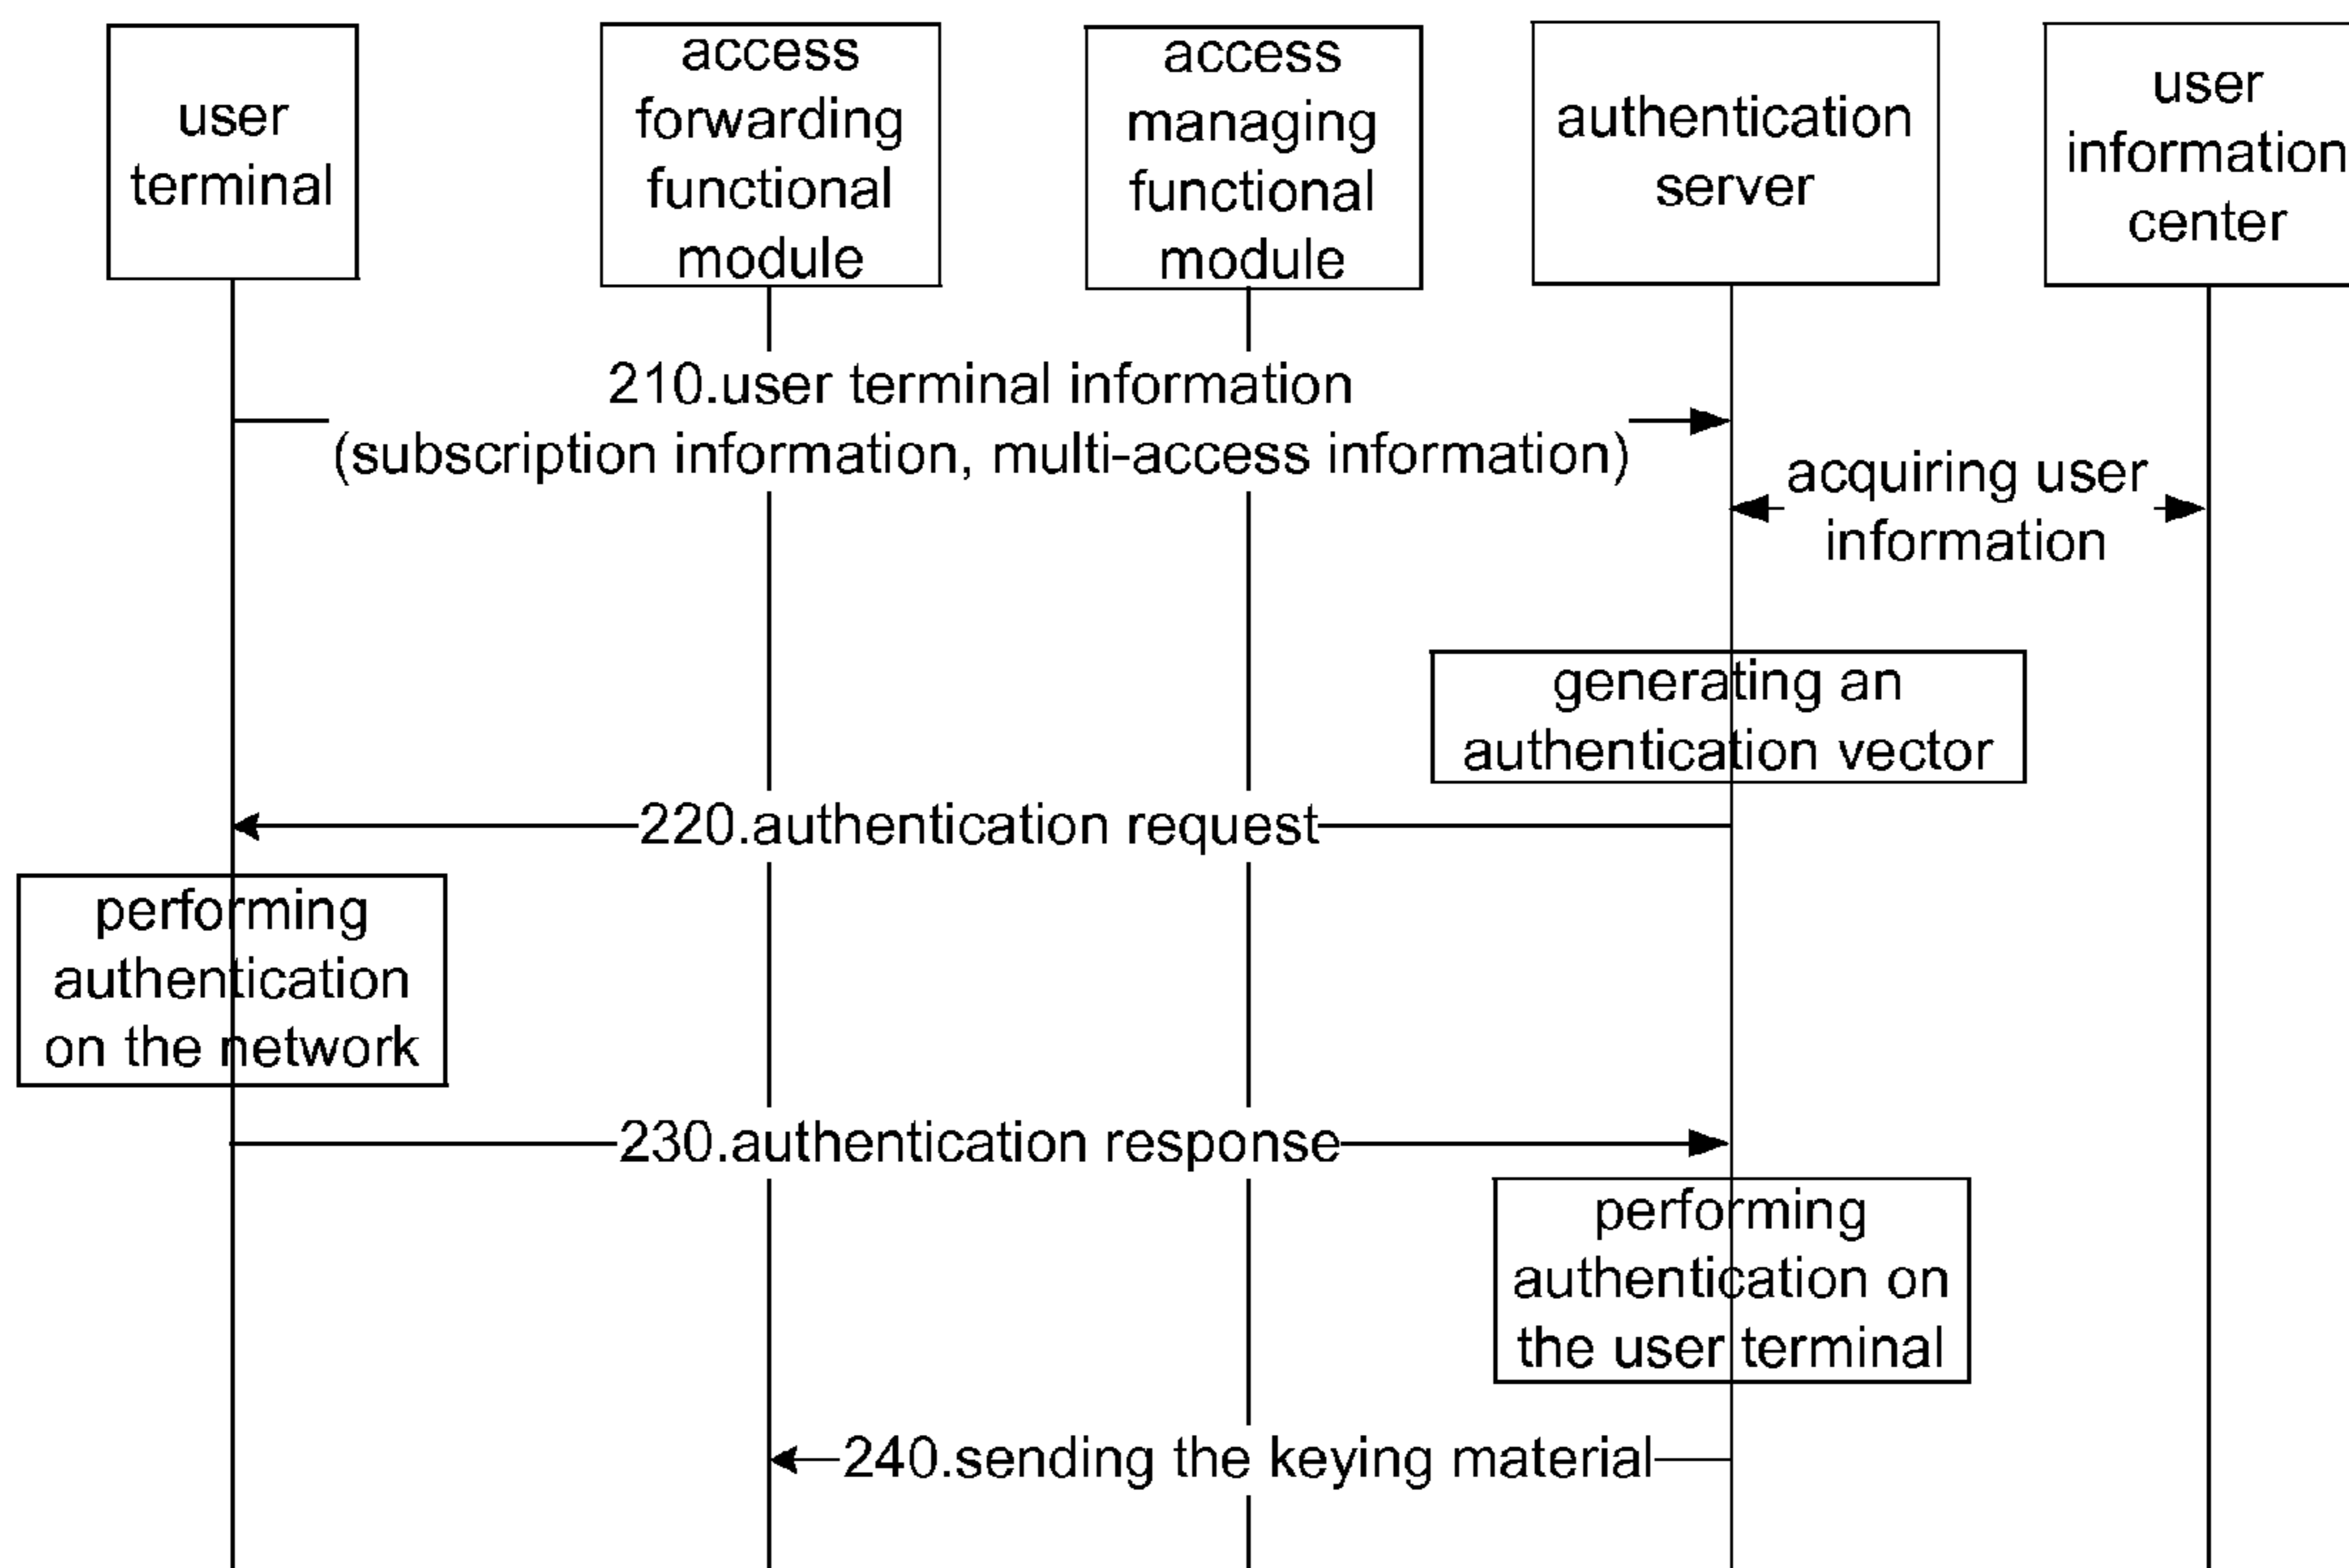 user
terminal
access
forwarding
functional
module
access
managing
functional
module
authentication
server
user
information
center
210.user terminal information
(subscription information, multi-access information)
acquiring user
information
generating an
authentication vector
220.authentication request
performing
authentication
on the network
230.authentication response
performing
authentication on
the user terminal
240.sending the keying material